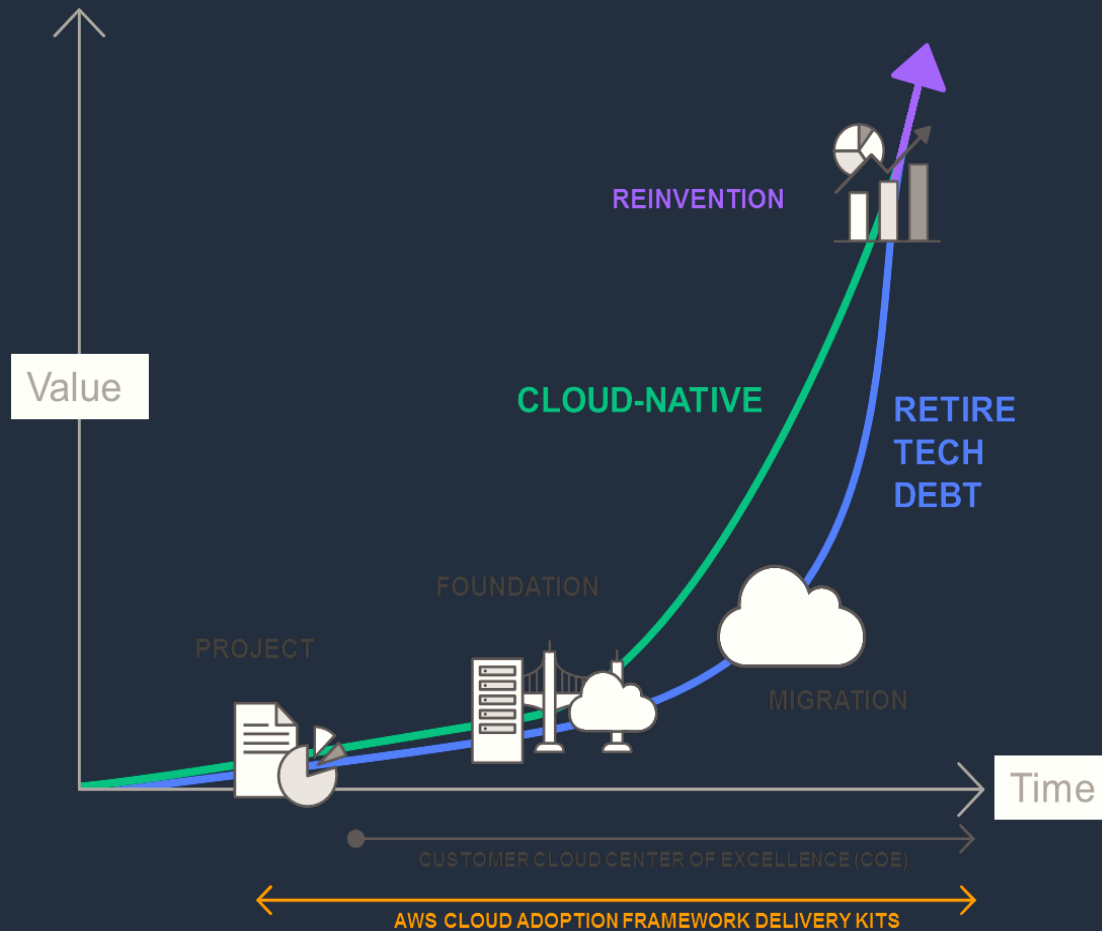 REINVENTION
Value
CLOUD-NATIVE
RETIRE
TECH
DEBT
FOUNDATION
PROJECT
MIGRATION
Time
CUSTOMER CLOUD CENTER OF EXCELLENCE (COE)
AWS CLOUD ADOPTION FRAMEWORK DELIVERY KITS